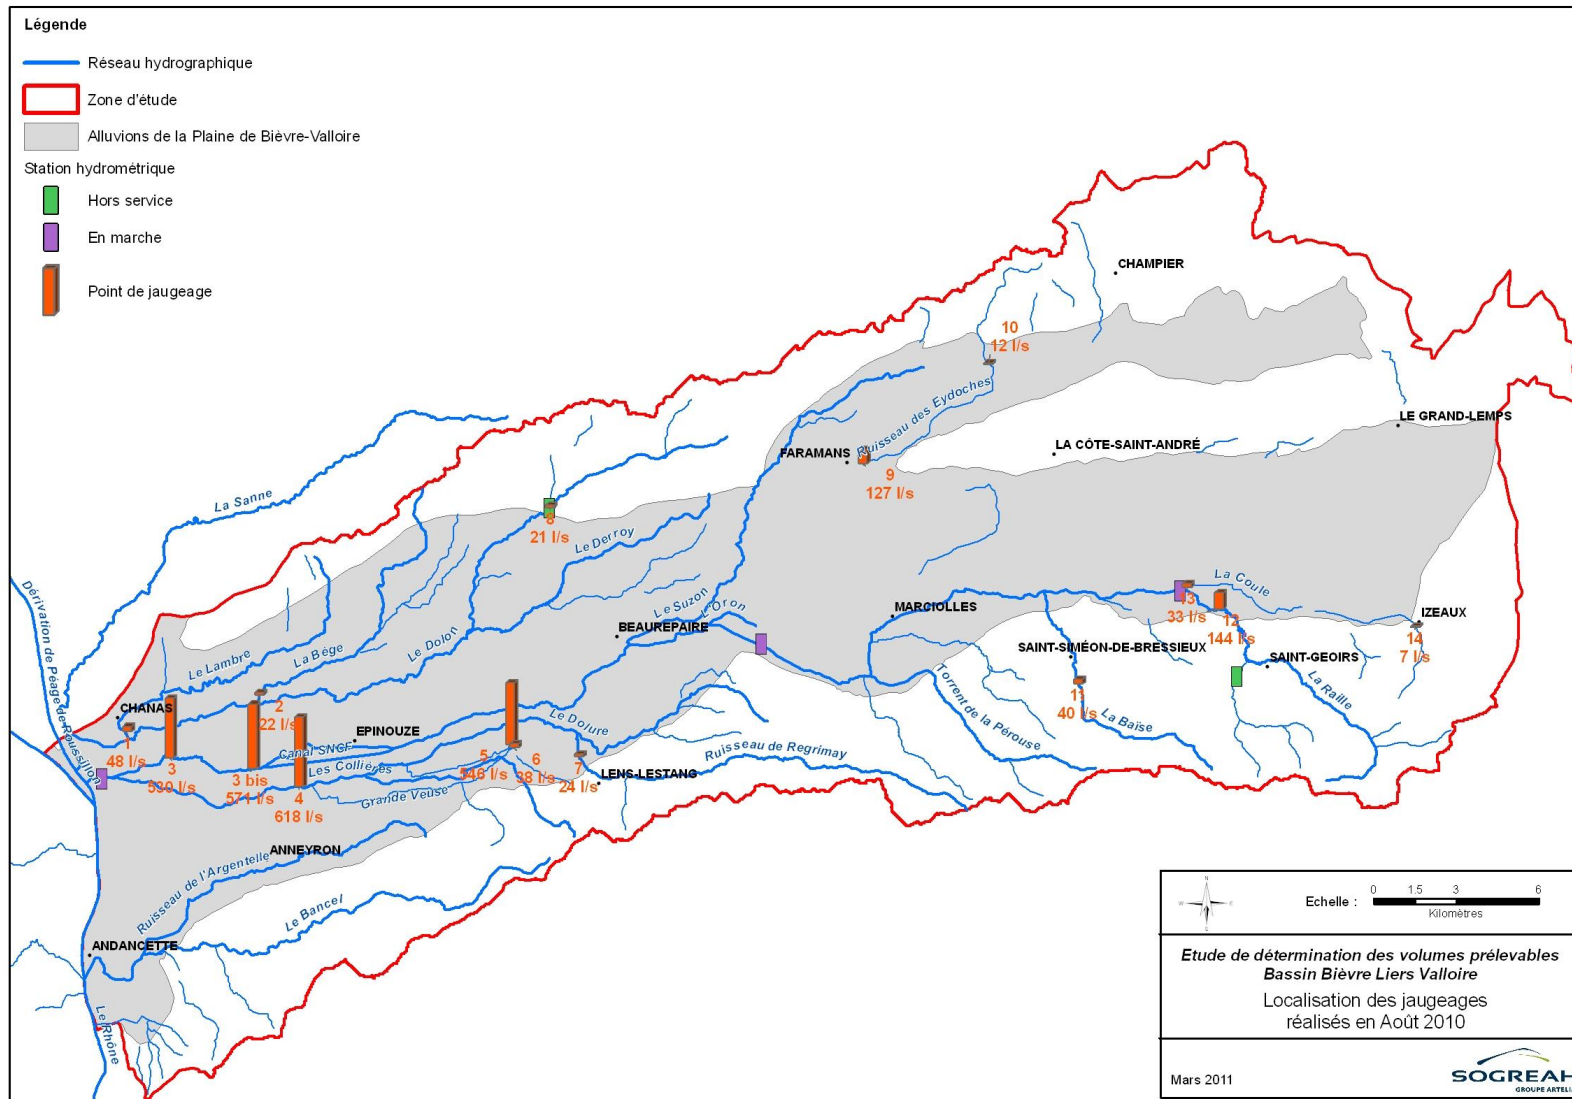 Légende
Réseau hydrographique
Zone d'étude
Alluvions de la Plaine de Bièvre-Valloire
Station hydrométrique
Hors service
En marche
Point de jaugeage
CHAMPIER
10
12 l/s
Ruisseau des Eydoches
LE GRAND-LEMPS
LA CÔTE-SAINT-ANDRÉ
FARAMANS
9
127 l/s
La Sanne
8
21 l/s
Le Derroy
Dérivation de Péage de Roussillon
La Coule
13
33 l/s
12
144 l/s
IZEAUX
14
7 l/s
MARCIOLLES
Le Suzon
L'Oron
BEAUREPAIRE
SAINT-SIMÉON-DE-BRESSIEUX
SAINT-GEOIRS
La Raille
11
40 l/s
La Baïse
Torrent de la Pérouse
Le Lambre
La Bège
Le Dolon
CHANAS
1
48 l/s
2
22 l/s
3
530 l/s
3 bis
571 l/s
4
618 l/s
Canal SNCF
EPINOUZE
Les Collières
Grande Veuse
Le Dolure
5
546 l/s
6
38 l/s
7
24 l/s
LENS-LESTANG
Ruisseau de Regrimay
ANNEYRON
Ruisseau de l'Argentelle
Le Bancel
ANDANCETTE
Le Rhône
N
W
E
S
Echelle :
0 1.5 3 6
Kilomètres
Etude de détermination des volumes prélevables
Bassin Bièvre Liers Valloire
Localisation des jaugeages
réalisés en Août 2010
Mars 2011
SOGREAH
GROUPE ARTELIA